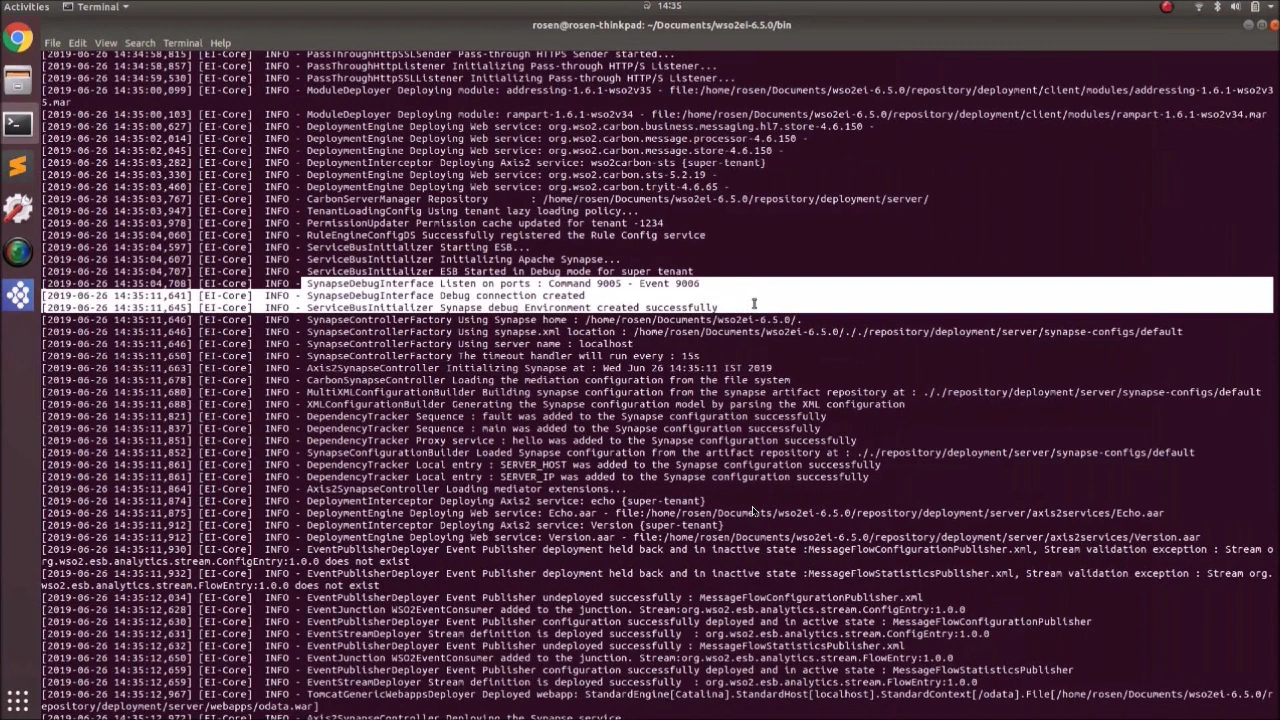 Activities
Terminal
14:35
rosen@rosen-thinkpad: ~/Documents/wso2ei-6.5.0/bin
File Edit View Search Terminal Help
[2019-06-26 14:34:58,815] [EI-Core]  INFO - PassThroughHttpSSLSender Pass-through HTTPS Sender started...
[2019-06-26 14:34:58,857] [EI-Core]  INFO - PassThroughHttpListener Initializing Pass-through HTTP/S Listener...
[2019-06-26 14:34:59,530] [EI-Core]  INFO - PassThroughHttpSSLListener Initializing Pass-through HTTP/S Listener...
[2019-06-26 14:35:00,099] [EI-Core]  INFO - ModuleDeployer Deploying module: addressing-1.6.1-wso2v35 - file:/home/rosen/Documents/wso2ei-6.5.0/repository/deployment/client/modules/addressing-1.6.1-wso2v3
5.mar
[2019-06-26 14:35:00,103] [EI-Core]  INFO - ModuleDeployer Deploying module: rampart-1.6.1-wso2v34 - file:/home/rosen/Documents/wso2ei-6.5.0/repository/deployment/client/modules/rampart-1.6.1-wso2v34.mar
[2019-06-26 14:35:00,627] [EI-Core]  INFO - DeploymentEngine Deploying Web service: org.wso2.carbon.business.messaging.hl7.store-4.6.150 -
[2019-06-26 14:35:02,014] [EI-Core]  INFO - DeploymentEngine Deploying Web service: org.wso2.carbon.message.processor-4.6.150 -
[2019-06-26 14:35:02,045] [EI-Core]  INFO - DeploymentEngine Deploying Web service: org.wso2.carbon.message.store-4.6.150 -
[2019-06-26 14:35:03,282] [EI-Core]  INFO - DeploymentInterceptor Deploying Axis2 service: wso2carbon-sts {super-tenant}
[2019-06-26 14:35:03,330] [EI-Core]  INFO - DeploymentEngine Deploying Web service: org.wso2.carbon.sts-5.2.19 -
[2019-06-26 14:35:03,460] [EI-Core]  INFO - DeploymentEngine Deploying Web service: org.wso2.carbon.tryit-4.6.65 -
[2019-06-26 14:35:03,767] [EI-Core]  INFO - CarbonServerManager Repository       : /home/rosen/Documents/wso2ei-6.5.0/repository/deployment/server/
[2019-06-26 14:35:03,947] [EI-Core]  INFO - TenantLoadingConfig Using tenant lazy loading policy...
[2019-06-26 14:35:03,978] [EI-Core]  INFO - PermissionUpdater Permission cache updated for tenant -1234
[2019-06-26 14:35:04,060] [EI-Core]  INFO - RuleEngineConfigDS Successfully registered the Rule Config service
[2019-06-26 14:35:04,597] [EI-Core]  INFO - ServiceBusInitializer Starting ESB...
[2019-06-26 14:35:04,607] [EI-Core]  INFO - ServiceBusInitializer Initializing Apache Synapse...
[2019-06-26 14:35:04,707] [EI-Core]  INFO - ServiceBusInitializer ESB Started in Debug mode for super tenant
[2019-06-26 14:35:04,708] [EI-Core]  INFO - SynapseDebugInterface Listen on ports : Command 9005 - Event 9006
[2019-06-26 14:35:11,641] [EI-Core]  INFO - SynapseDebugInterface Debug connection created
[2019-06-26 14:35:11,645] [EI-Core]  INFO - ServiceBusInitializer Synapse debug Environment created successfully
[2019-06-26 14:35:11,646] [EI-Core]  INFO - SynapseControllerFactory Using Synapse home : /home/rosen/Documents/wso2ei-6.5.0/.
[2019-06-26 14:35:11,646] [EI-Core]  INFO - SynapseControllerFactory Using synapse.xml location : /home/rosen/Documents/wso2ei-6.5.0/././repository/deployment/server/synapse-configs/default
[2019-06-26 14:35:11,646] [EI-Core]  INFO - SynapseControllerFactory Using server name : localhost
[2019-06-26 14:35:11,650] [EI-Core]  INFO - SynapseControllerFactory The timeout handler will run every : 15s
[2019-06-26 14:35:11,663] [EI-Core]  INFO - Axis2SynapseController Initializing Synapse at : Wed Jun 26 14:35:11 IST 2019
[2019-06-26 14:35:11,678] [EI-Core]  INFO - CarbonSynapseController Loading the mediation configuration from the file system
[2019-06-26 14:35:11,680] [EI-Core]  INFO - MultiXMLConfigurationBuilder Building synapse configuration from the synapse artifact repository at : ././repository/deployment/server/synapse-configs/default
[2019-06-26 14:35:11,688] [EI-Core]  INFO - XMLConfigurationBuilder Generating the Synapse configuration model by parsing the XML configuration
[2019-06-26 14:35:11,821] [EI-Core]  INFO - DependencyTracker Sequence : fault was added to the Synapse configuration successfully
[2019-06-26 14:35:11,837] [EI-Core]  INFO - DependencyTracker Sequence : main was added to the Synapse configuration successfully
[2019-06-26 14:35:11,851] [EI-Core]  INFO - DependencyTracker Proxy service : hello was added to the Synapse configuration successfully
[2019-06-26 14:35:11,852] [EI-Core]  INFO - SynapseConfigurationBuilder Loaded Synapse configuration from the artifact repository at : ././repository/deployment/server/synapse-configs/default
[2019-06-26 14:35:11,861] [EI-Core]  INFO - DependencyTracker Local entry : SERVER_HOST was added to the Synapse configuration successfully
[2019-06-26 14:35:11,861] [EI-Core]  INFO - DependencyTracker Local entry : SERVER_IP was added to the Synapse configuration successfully
[2019-06-26 14:35:11,864] [EI-Core]  INFO - Axis2SynapseController Loading mediator extensions...
[2019-06-26 14:35:11,874] [EI-Core]  INFO - DeploymentInterceptor Deploying Axis2 service: echo {super-tenant}
[2019-06-26 14:35:11,875] [EI-Core]  INFO - DeploymentEngine Deploying Web service: Echo.aar - file:/home/rosen/Documents/wso2ei-6.5.0/repository/deployment/server/axis2services/Echo.aar
[2019-06-26 14:35:11,912] [EI-Core]  INFO - DeploymentInterceptor Deploying Axis2 service: Version {super-tenant}
[2019-06-26 14:35:11,912] [EI-Core]  INFO - DeploymentEngine Deploying Web service: Version.aar - file:/home/rosen/Documents/wso2ei-6.5.0/repository/deployment/server/axis2services/Version.aar
[2019-06-26 14:35:11,930] [EI-Core]  INFO - EventPublisherDeployer Event Publisher deployment held back and in inactive state :MessageFlowConfigurationPublisher.xml, Stream validation exception : Stream o
rg.wso2.esb.analytics.stream.ConfigEntry:1.0.0 does not exist
[2019-06-26 14:35:11,932] [EI-Core]  INFO - EventPublisherDeployer Event Publisher deployment held back and in inactive state :MessageFlowStatisticsPublisher.xml, Stream validation exception : Stream org.
wso2.esb.analytics.stream.FlowEntry:1.0.0 does not exist
[2019-06-26 14:35:12,034] [EI-Core]  INFO - EventPublisherDeployer Event Publisher undeployed successfully : MessageFlowConfigurationPublisher.xml
[2019-06-26 14:35:12,628] [EI-Core]  INFO - EventJunction WSO2EventConsumer added to the junction. Stream:org.wso2.esb.analytics.stream.ConfigEntry:1.0.0
[2019-06-26 14:35:12,630] [EI-Core]  INFO - EventPublisherDeployer Event Publisher configuration successfully deployed and in active state : MessageFlowConfigurationPublisher
[2019-06-26 14:35:12,631] [EI-Core]  INFO - EventStreamDeployer Stream definition is deployed successfully  : org.wso2.esb.analytics.stream.ConfigEntry:1.0.0
[2019-06-26 14:35:12,632] [EI-Core]  INFO - EventPublisherDeployer Event Publisher undeployed successfully : MessageFlowStatisticsPublisher.xml
[2019-06-26 14:35:12,650] [EI-Core]  INFO - EventJunction WSO2EventConsumer added to the junction. Stream:org.wso2.esb.analytics.stream.FlowEntry:1.0.0
[2019-06-26 14:35:12,659] [EI-Core]  INFO - EventPublisherDeployer Event Publisher configuration successfully deployed and in active state : MessageFlowStatisticsPublisher
[2019-06-26 14:35:12,659] [EI-Core]  INFO - EventStreamDeployer Stream definition is deployed successfully  : org.wso2.esb.analytics.stream.FlowEntry:1.0.0
[2019-06-26 14:35:12,967] [EI-Core]  INFO - TomcatGenericWebappsDeployer Deployed webapp: StandardEngine[Catalina].StandardHost[localhost].StandardContext[/odata].File[/home/rosen/Documents/wso2ei-6.5.0/r
epository/deployment/server/webapps/odata.war]
[2019-06-26 14:35:12,972] [EI-Core]  INFO - Axis2SynapseController Deploying the Synapse service...